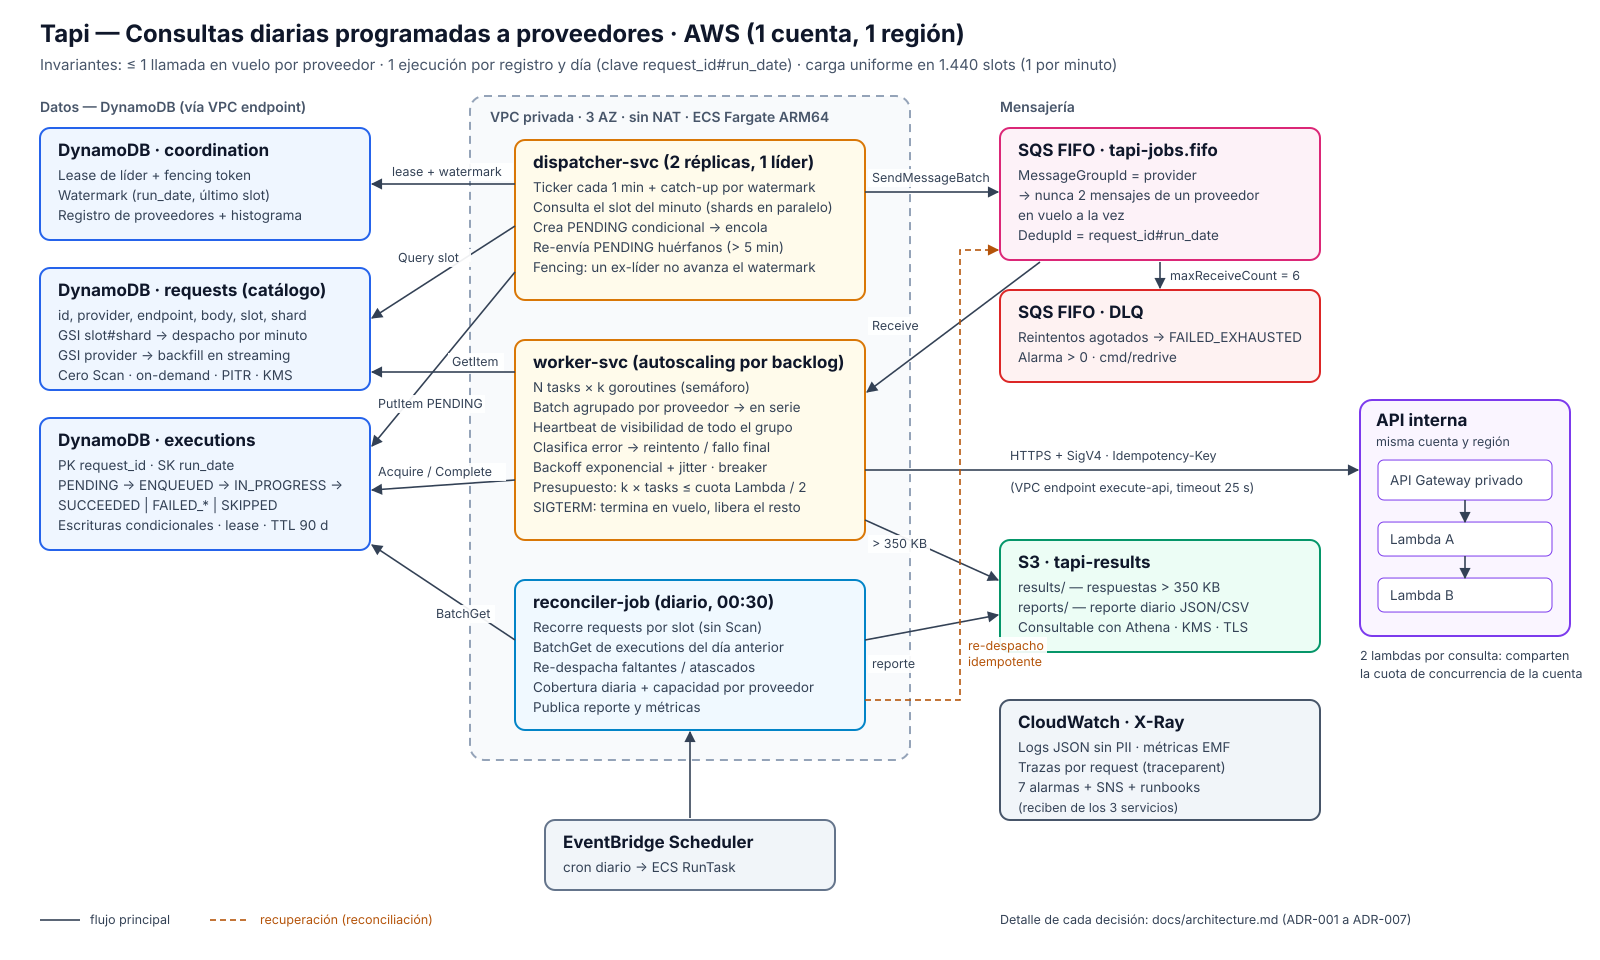 Tapi — Consultas diarias programadas a proveedores · AWS (1 cuenta, 1 región)
Invariantes: ≤ 1 llamada en vuelo por proveedor · 1 ejecución por registro y día (clave request_id#run_date) · carga uniforme en 1.440 slots (1 por minuto)
Datos — DynamoDB (vía VPC endpoint)
DynamoDB · coordination
Lease de líder + fencing token
Watermark (run_date, último slot)
Registro de proveedores + histograma
DynamoDB · requests (catálogo)
id, provider, endpoint, body, slot, shard
GSI slot#shard → despacho por minuto
GSI provider → backfill en streaming
Cero Scan · on-demand · PITR · KMS
DynamoDB · executions
PK request_id · SK run_date
PENDING → ENQUEUED → IN_PROGRESS →
SUCCEEDED | FAILED_* | SKIPPED
Escrituras condicionales · lease · TTL 90 d
lease + watermark
Query slot
GetItem
PutItem PENDING
Acquire / Complete
BatchGet
VPC privada · 3 AZ · sin NAT · ECS Fargate ARM64
dispatcher-svc (2 réplicas, 1 líder)
Ticker cada 1 min + catch-up por watermark
Consulta el slot del minuto (shards en paralelo)
Crea PENDING condicional → encola
Re-envía PENDING huérfanos (> 5 min)
Fencing: un ex-líder no avanza el watermark
worker-svc (autoscaling por backlog)
N tasks × k goroutines (semáforo)
Batch agrupado por proveedor → en serie
Heartbeat de visibilidad de todo el grupo
Clasifica error → reintento / fallo final
Backoff exponencial + jitter · breaker
Presupuesto: k × tasks ≤ cuota Lambda / 2
SIGTERM: termina en vuelo, libera el resto
reconciler-job (diario, 00:30)
Recorre requests por slot (sin Scan)
BatchGet de executions del día anterior
Re-despacha faltantes / atascados
Cobertura diaria + capacidad por proveedor
Publica reporte y métricas
EventBridge Scheduler
cron diario → ECS RunTask
SendMessageBatch
Receive
> 350 KB
reporte
re-despacho
idempotente
Mensajería
SQS FIFO · tapi-jobs.fifo
MessageGroupId = provider
→ nunca 2 mensajes de un proveedor
en vuelo a la vez
DedupId = request_id#run_date
maxReceiveCount = 6
SQS FIFO · DLQ
Reintentos agotados → FAILED_EXHAUSTED
Alarma > 0 · cmd/redrive
HTTPS + SigV4 · Idempotency-Key
(VPC endpoint execute-api, timeout 25 s)
S3 · tapi-results
results/ — respuestas > 350 KB
reports/ — reporte diario JSON/CSV
Consultable con Athena · KMS · TLS
CloudWatch · X-Ray
Logs JSON sin PII · métricas EMF
Trazas por request (traceparent)
7 alarmas + SNS + runbooks
(reciben de los 3 servicios)
API interna
misma cuenta y región
API Gateway privado
Lambda A
Lambda B
2 lambdas por consulta: comparten
la cuota de concurrencia de la cuenta
flujo principal
recuperación (reconciliación)
Detalle de cada decisión: docs/architecture.md (ADR-001 a ADR-007)